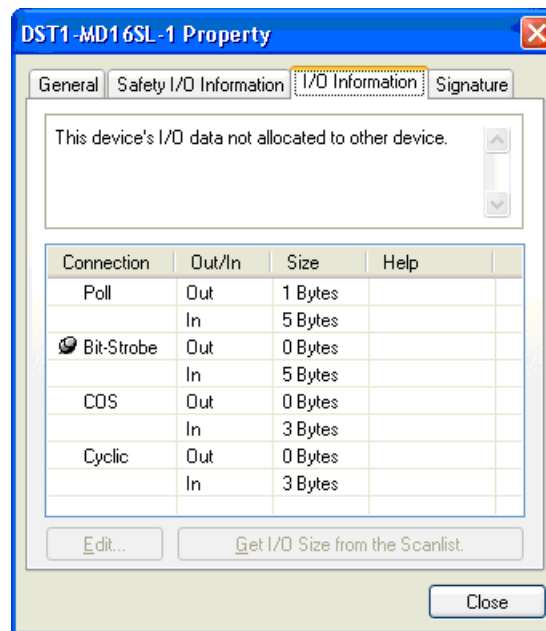 DST1-MD16SL-1 Property
General Safety I/O Information I/O Information Signature
This device's I/O data not allocated to other device.
Connection Out/In Size Help
Poll Out 1 Bytes
In 5 Bytes
Bit-Strobe Out 0 Bytes
In 5 Bytes
COS Out 0 Bytes
In 3 Bytes
Cyclic Out 0 Bytes
In 3 Bytes
Edit... Get I/O Size from the Scanlist.
Close